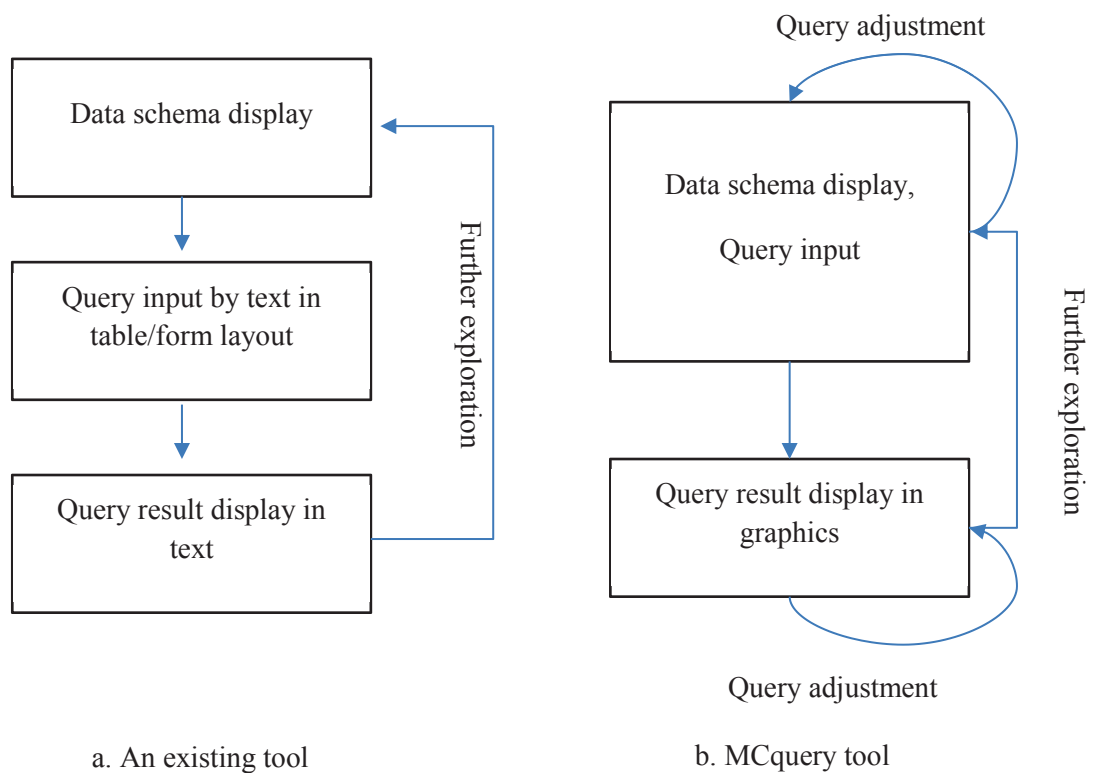 Data schema display
Query input by text in
table/form layout
Query result display in
text
Further exploration
a. An existing tool
Query adjustment
Data schema display,
Query input
Query result display in
graphics
Further exploration
Query adjustment
b. MCquery tool